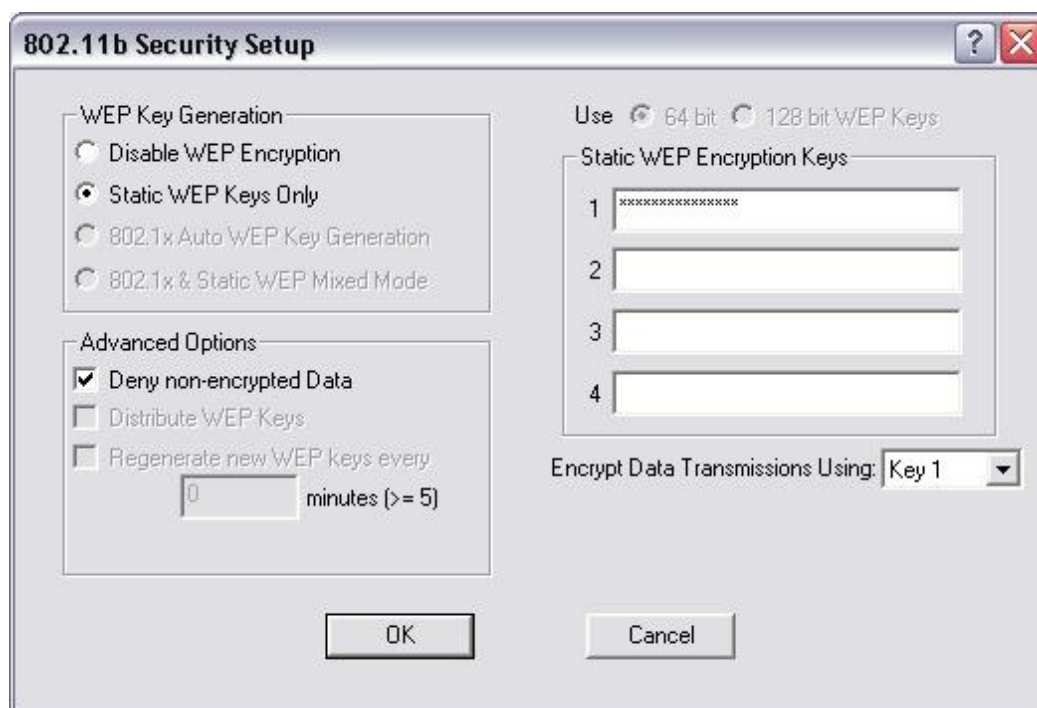 802.11b Security Setup
WEP Key Generation
Disable WEP Encryption
Static WEP Keys Only
802.1x Auto WEP Key Generation
802.1x & Static WEP Mixed Mode
Advanced Options
Deny non-encrypted Data
Distribute WEP Keys
Regenerate new WEP keys every
0 minutes (>= 5)
Use 64 bit 128 bit WEP Keys
Static WEP Encryption Keys
1 ***************
2
3
4
Encrypt Data Transmissions Using: Key 1
OK Cancel